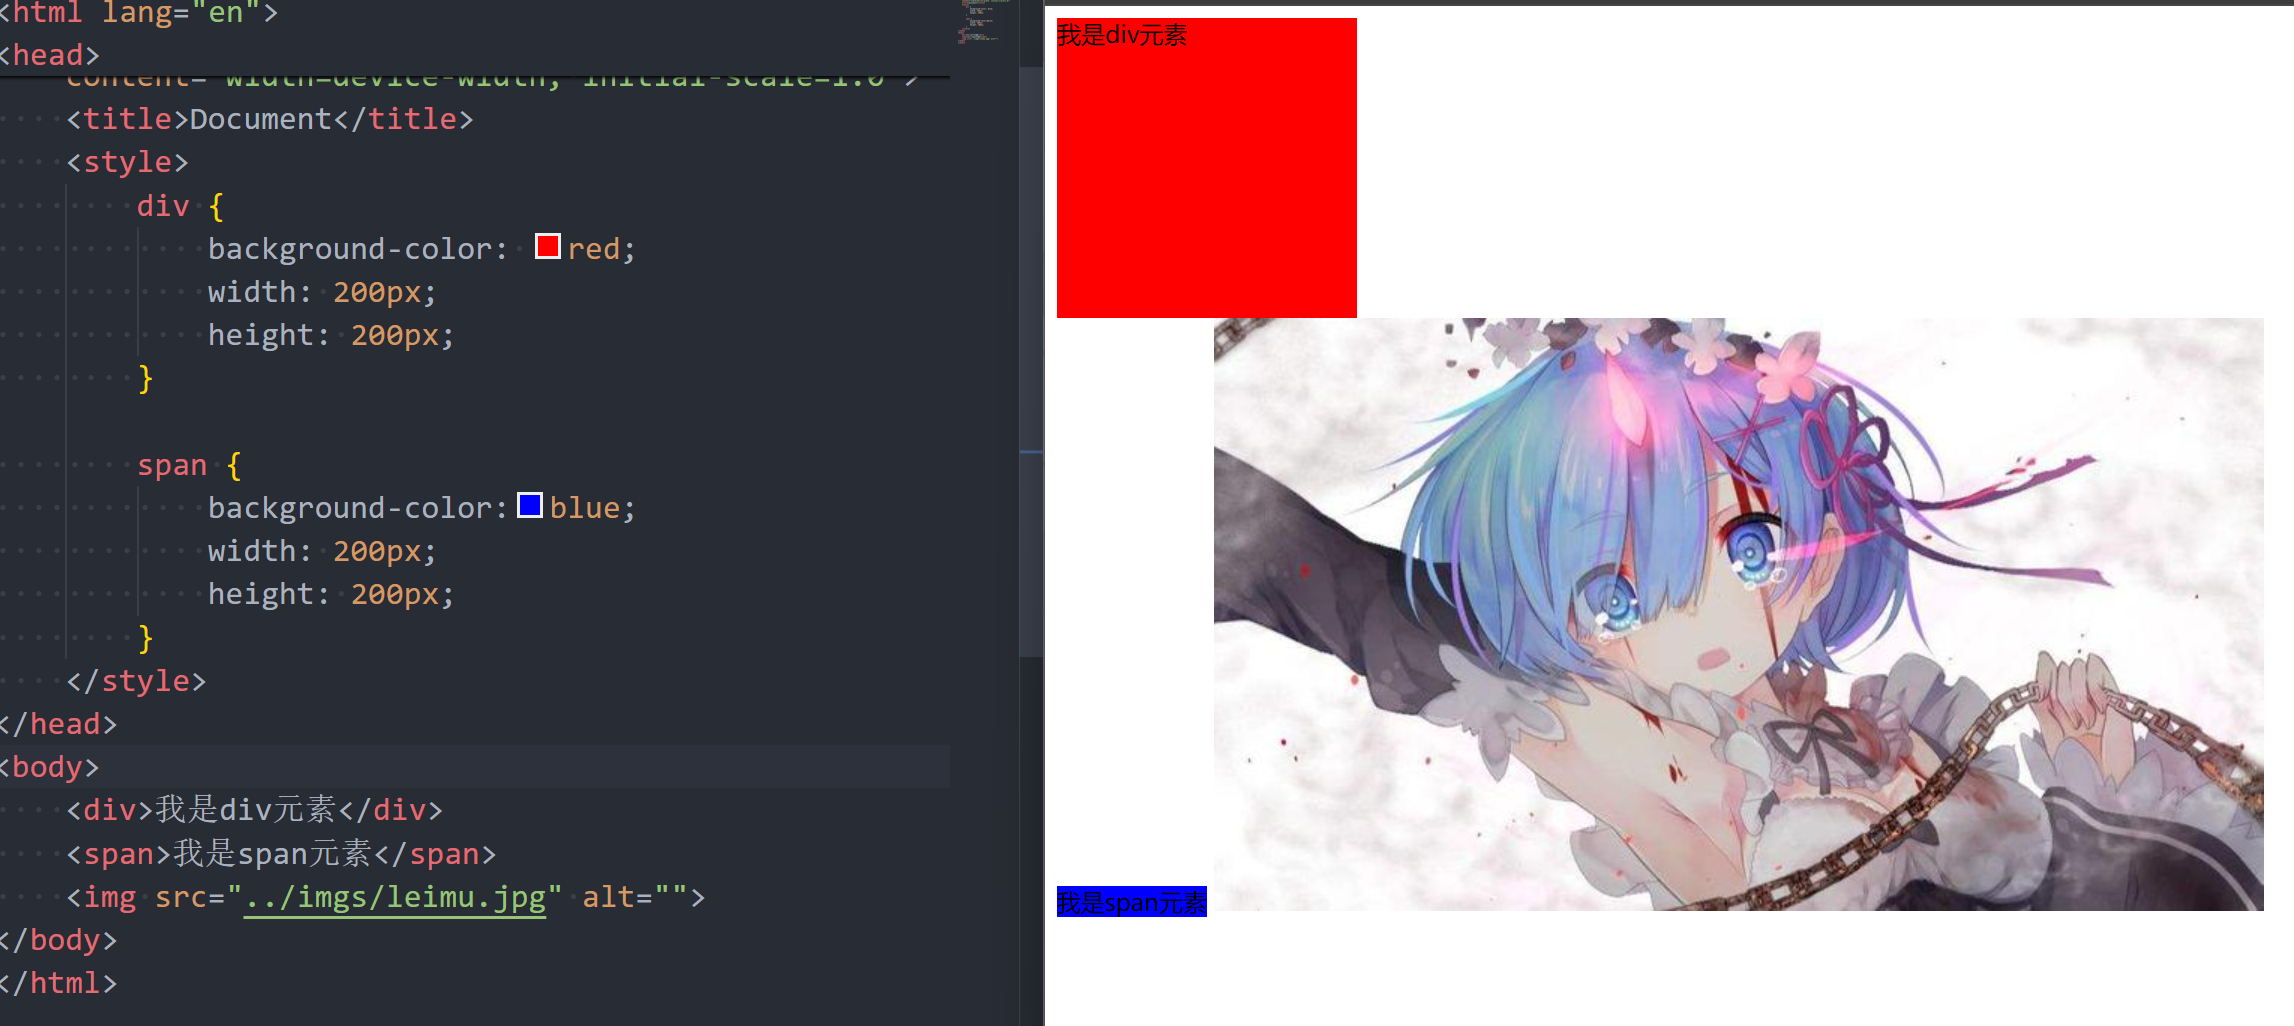 <html lang="en">
<head>
content="width=device-width, initial-scale=1.0">
<title>Document</title>
<style>
div {
background-color: red;
width: 200px;
height: 200px;
}
span {
background-color:blue;
width: 200px;
height: 200px;
}
</style>
</head>
<body>
<div>我是div元素</div>
<span>我是span元素</span>
<img src="../imgs/leimu.jpg" alt="">
</body>
</html>
我是div元素
我是span元素